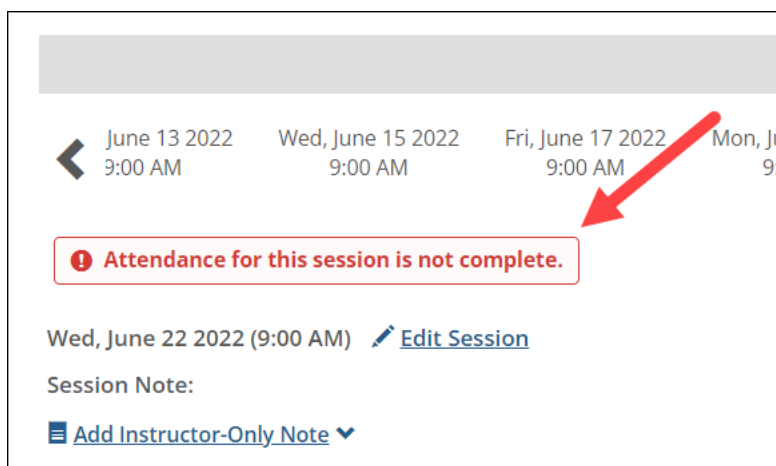 June 13 2022 Wed, June 15 2022 Fri, June 17 2022 Mon,
9:00 AM 9:00 AM 9:00 AM
Attendance for this session is not complete.
Wed, June 22 2022 (9:00 AM) Edit Session
Session Note:
Add Instructor-Only Note